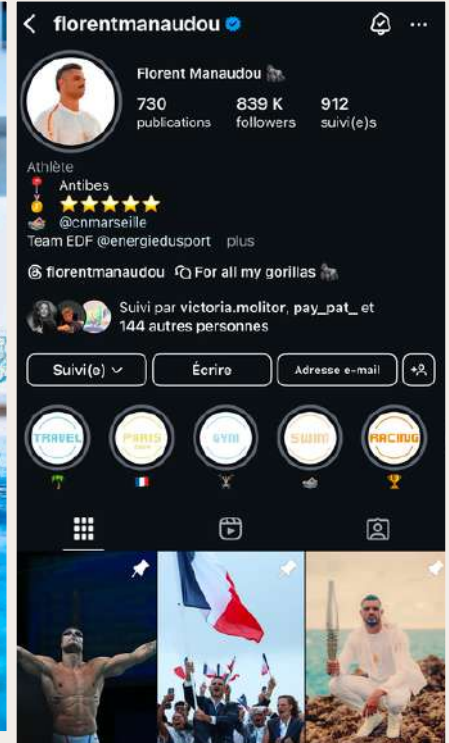 florentmanaudou
Florent Manaudou
730 839 K 912
publications followers suivi(e)s
Athlète
Antibes
@cnmarseille
Team EDF @energiedusport plus
florentmanaudou For all my gorillas
Suivi par victoria.molitor, pay_pat_ et
144 autres personnes
Suivi(e) Écrire Adresse e-mail
TRAVEL PARIS GYM SWIM RACING